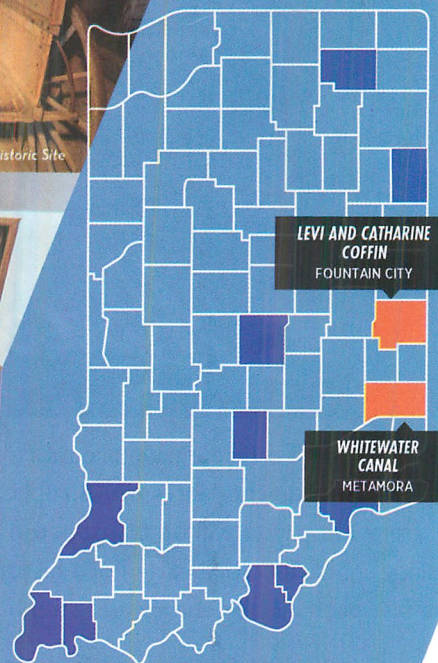 istoric Site
LEVI AND CATHARINE
COFFIN
FOUNTAIN CITY
WHITEWATER
CANAL
METAMORA